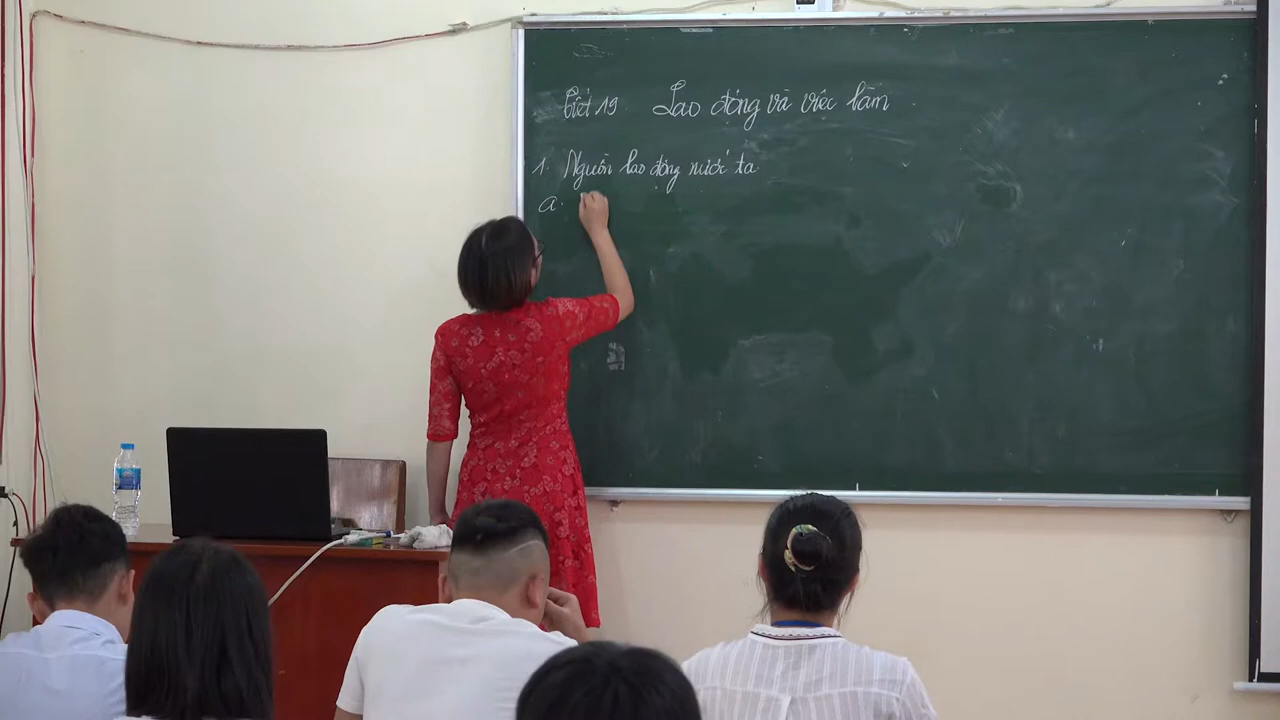 Tiết 19. Lao động và việc làm
1. Nguồn lao động nước ta
a.